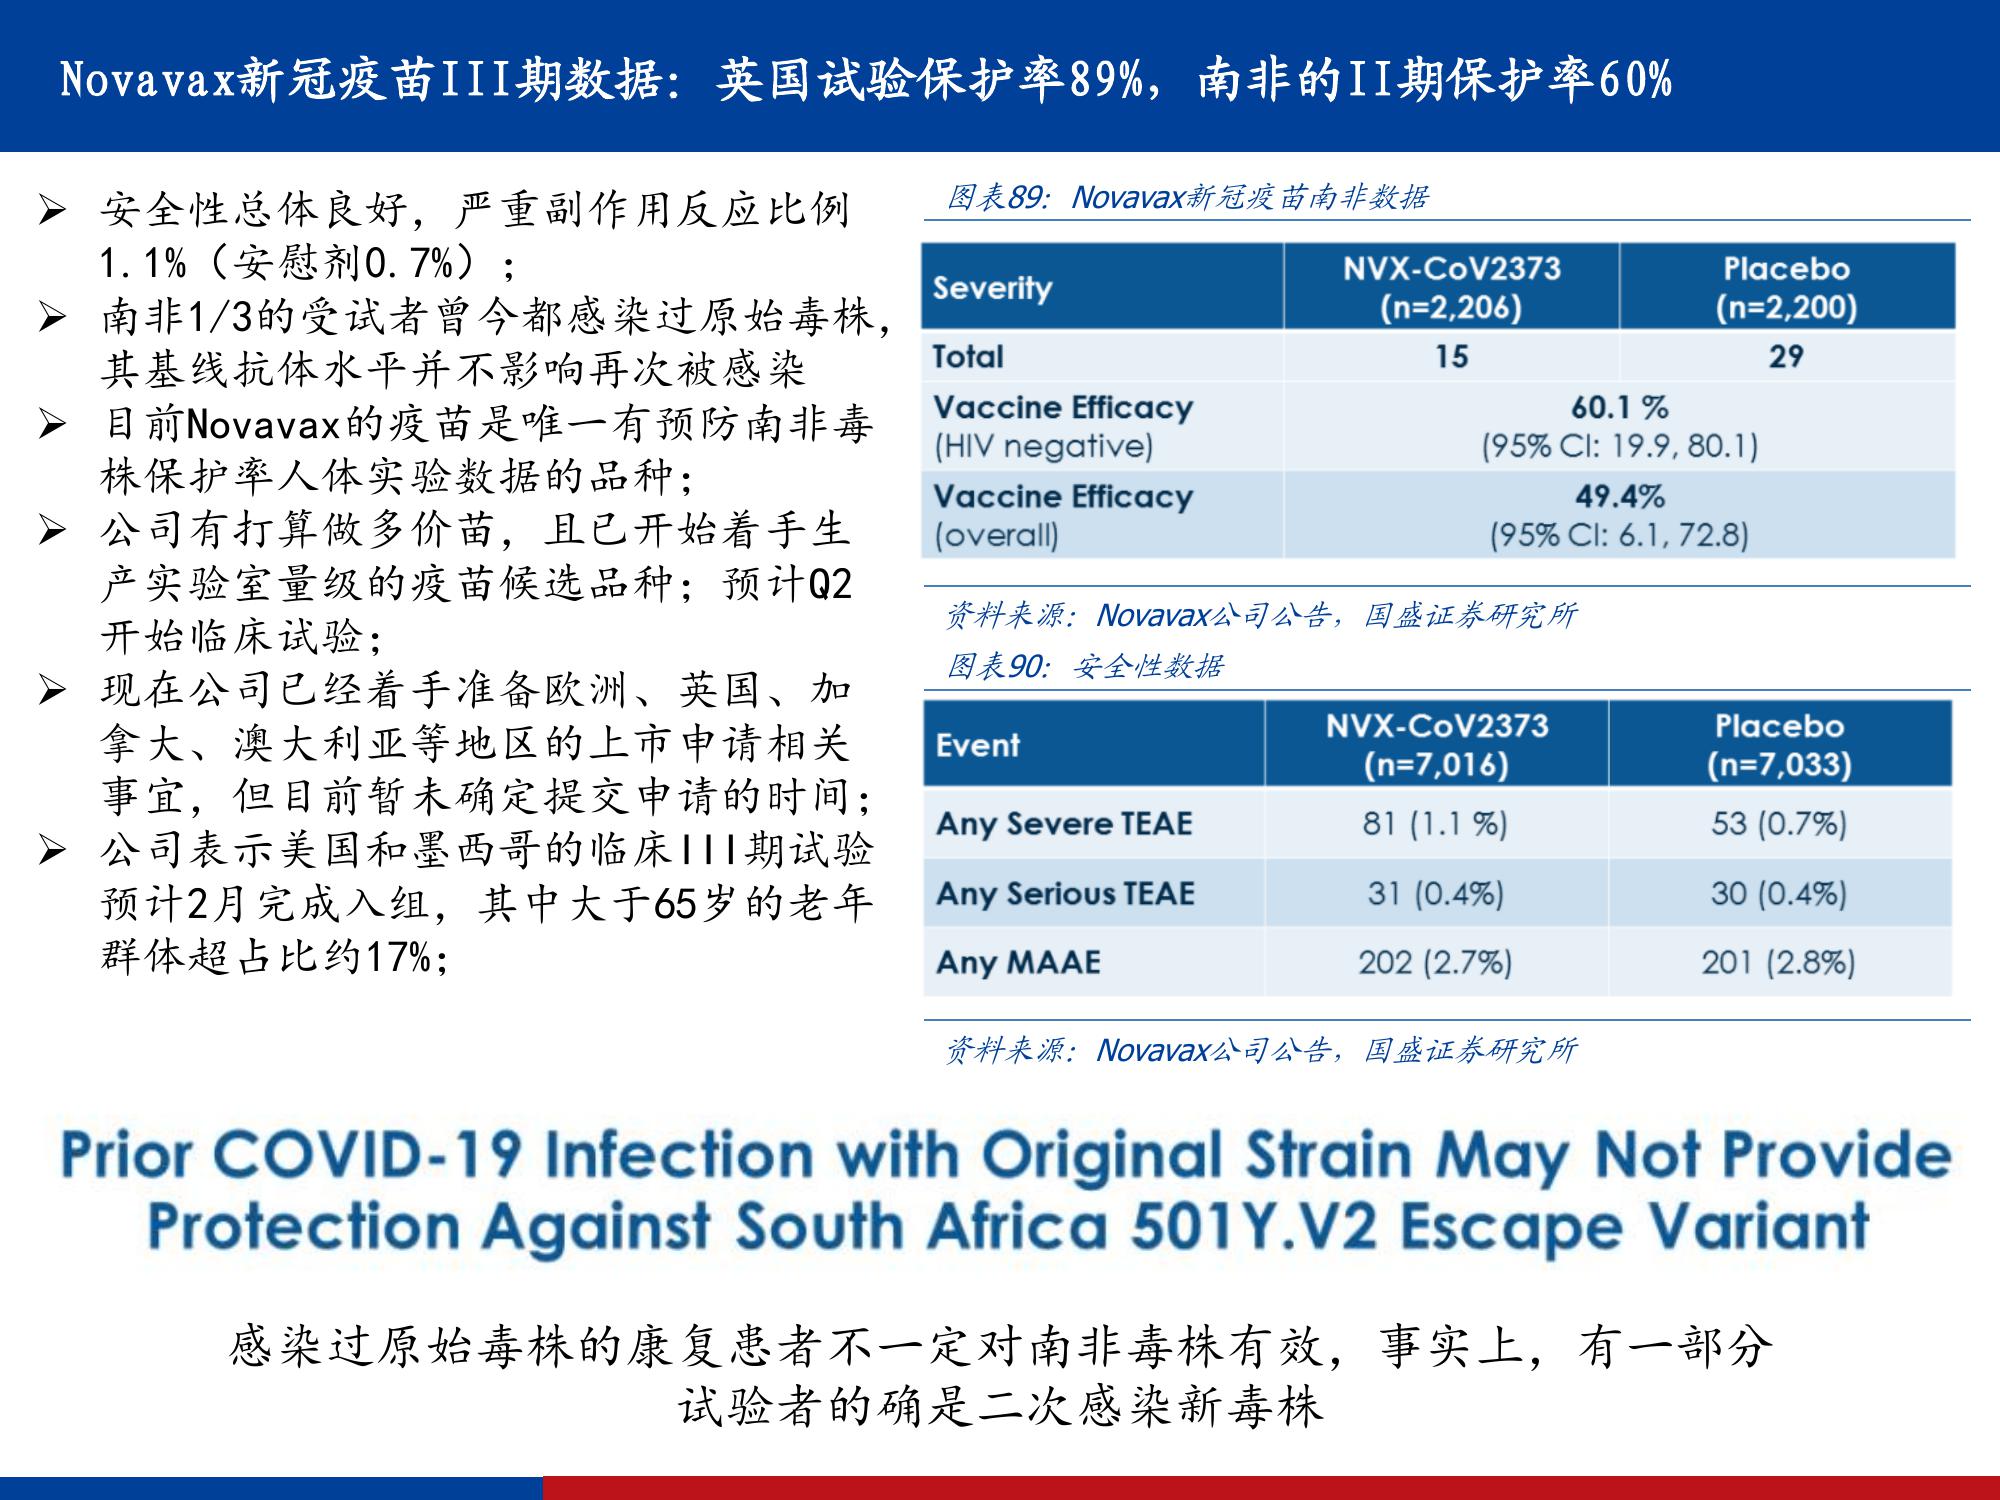 Novavax新冠疫苗III期数据：英国试验保护率89%，南非的II期保护率60%
➢ 安全性总体良好，严重副作用反应比例
1.1%（安慰剂0.7%）；
➢ 南非1/3的受试者曾今都感染过原始毒株，
其基线抗体水平并不影响再次被感染
➢ 目前Novavax的疫苗是唯一有预防南非毒
株保护率人体实验数据的品种；
➢ 公司有打算做多价苗，且已开始着手生
产实验室量级的疫苗候选品种；预计Q2
开始临床试验；
➢ 现在公司已经着手准备欧洲、英国、加
拿大、澳大利亚等地区的上市申请相关
事宜，但目前暂未确定提交申请的时间；
➢ 公司表示美国和墨西哥的临床III期试验
预计2月完成入组，其中大于65岁的老年
群体超占比约17%；
图表89：Novavax新冠疫苗南非数据
Severity NVX-CoV2373 (n=2,206) Placebo (n=2,200)
Total 15 29
Vaccine Efficacy (HIV negative) 60.1 % (95% CI: 19.9, 80.1)
Vaccine Efficacy (overall) 49.4% (95% CI: 6.1, 72.8)
资料来源：Novavax公司公告，国盛证券研究所
图表90：安全性数据
Event NVX-CoV2373 (n=7,016) Placebo (n=7,033)
Any Severe TEAE 81 (1.1 %) 53 (0.7%)
Any Serious TEAE 31 (0.4%) 30 (0.4%)
Any MAAE 202 (2.7%) 201 (2.8%)
资料来源：Novavax公司公告，国盛证券研究所
Prior COVID-19 Infection with Original Strain May Not Provide
Protection Against South Africa 501Y.V2 Escape Variant
感染过原始毒株的康复患者不一定对南非毒株有效，事实上，有一部分
试验者的确是二次感染新毒株